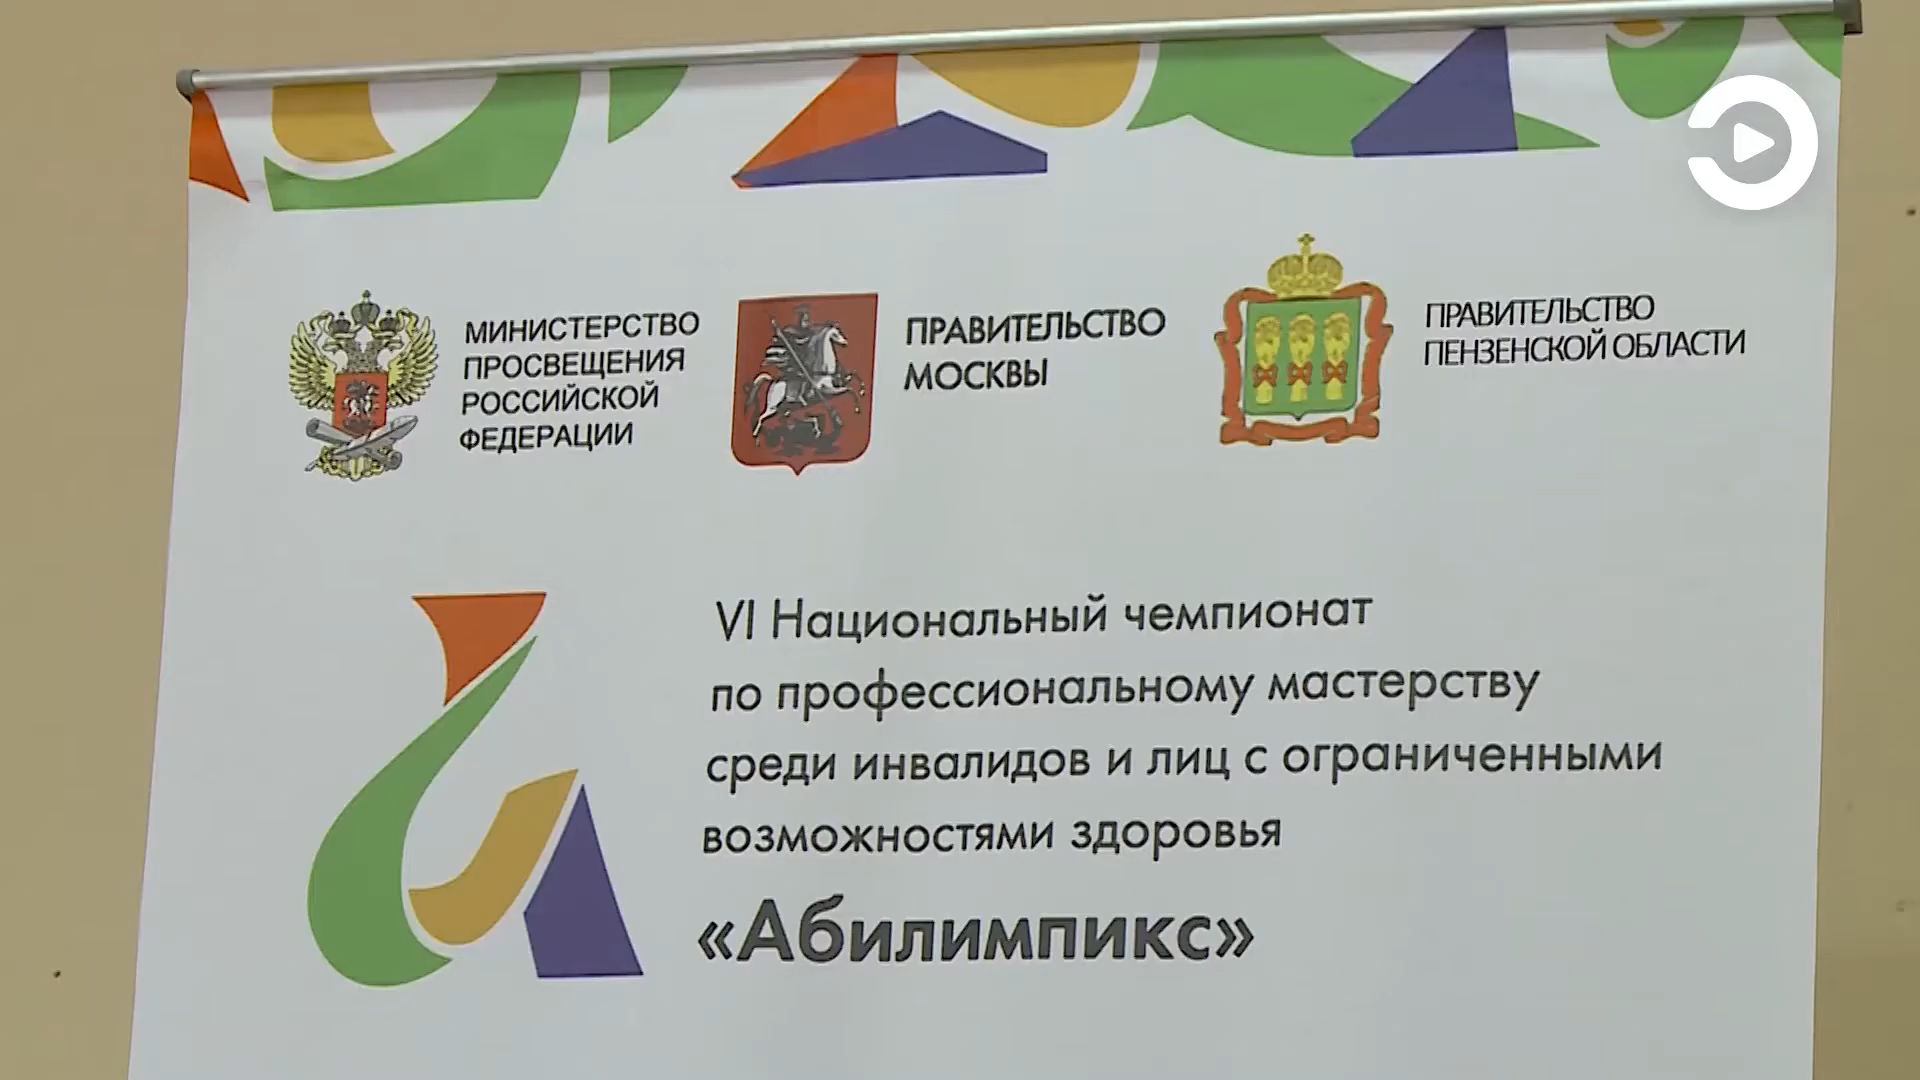 МИНИСТЕРСТВО
ПРОСВЕЩЕНИЯ
РОССИЙСКОЙ
ФЕДЕРАЦИИ
ПРАВИТЕЛЬСТВО
МОСКВЫ
ПРАВИТЕЛЬСТВО
ПЕНЗЕНСКОЙ ОБЛАСТИ
VI Национальный чемпионат
по профессиональному мастерству
среди инвалидов и лиц с ограниченными
возможностями здоровья
«Абилимпикс»